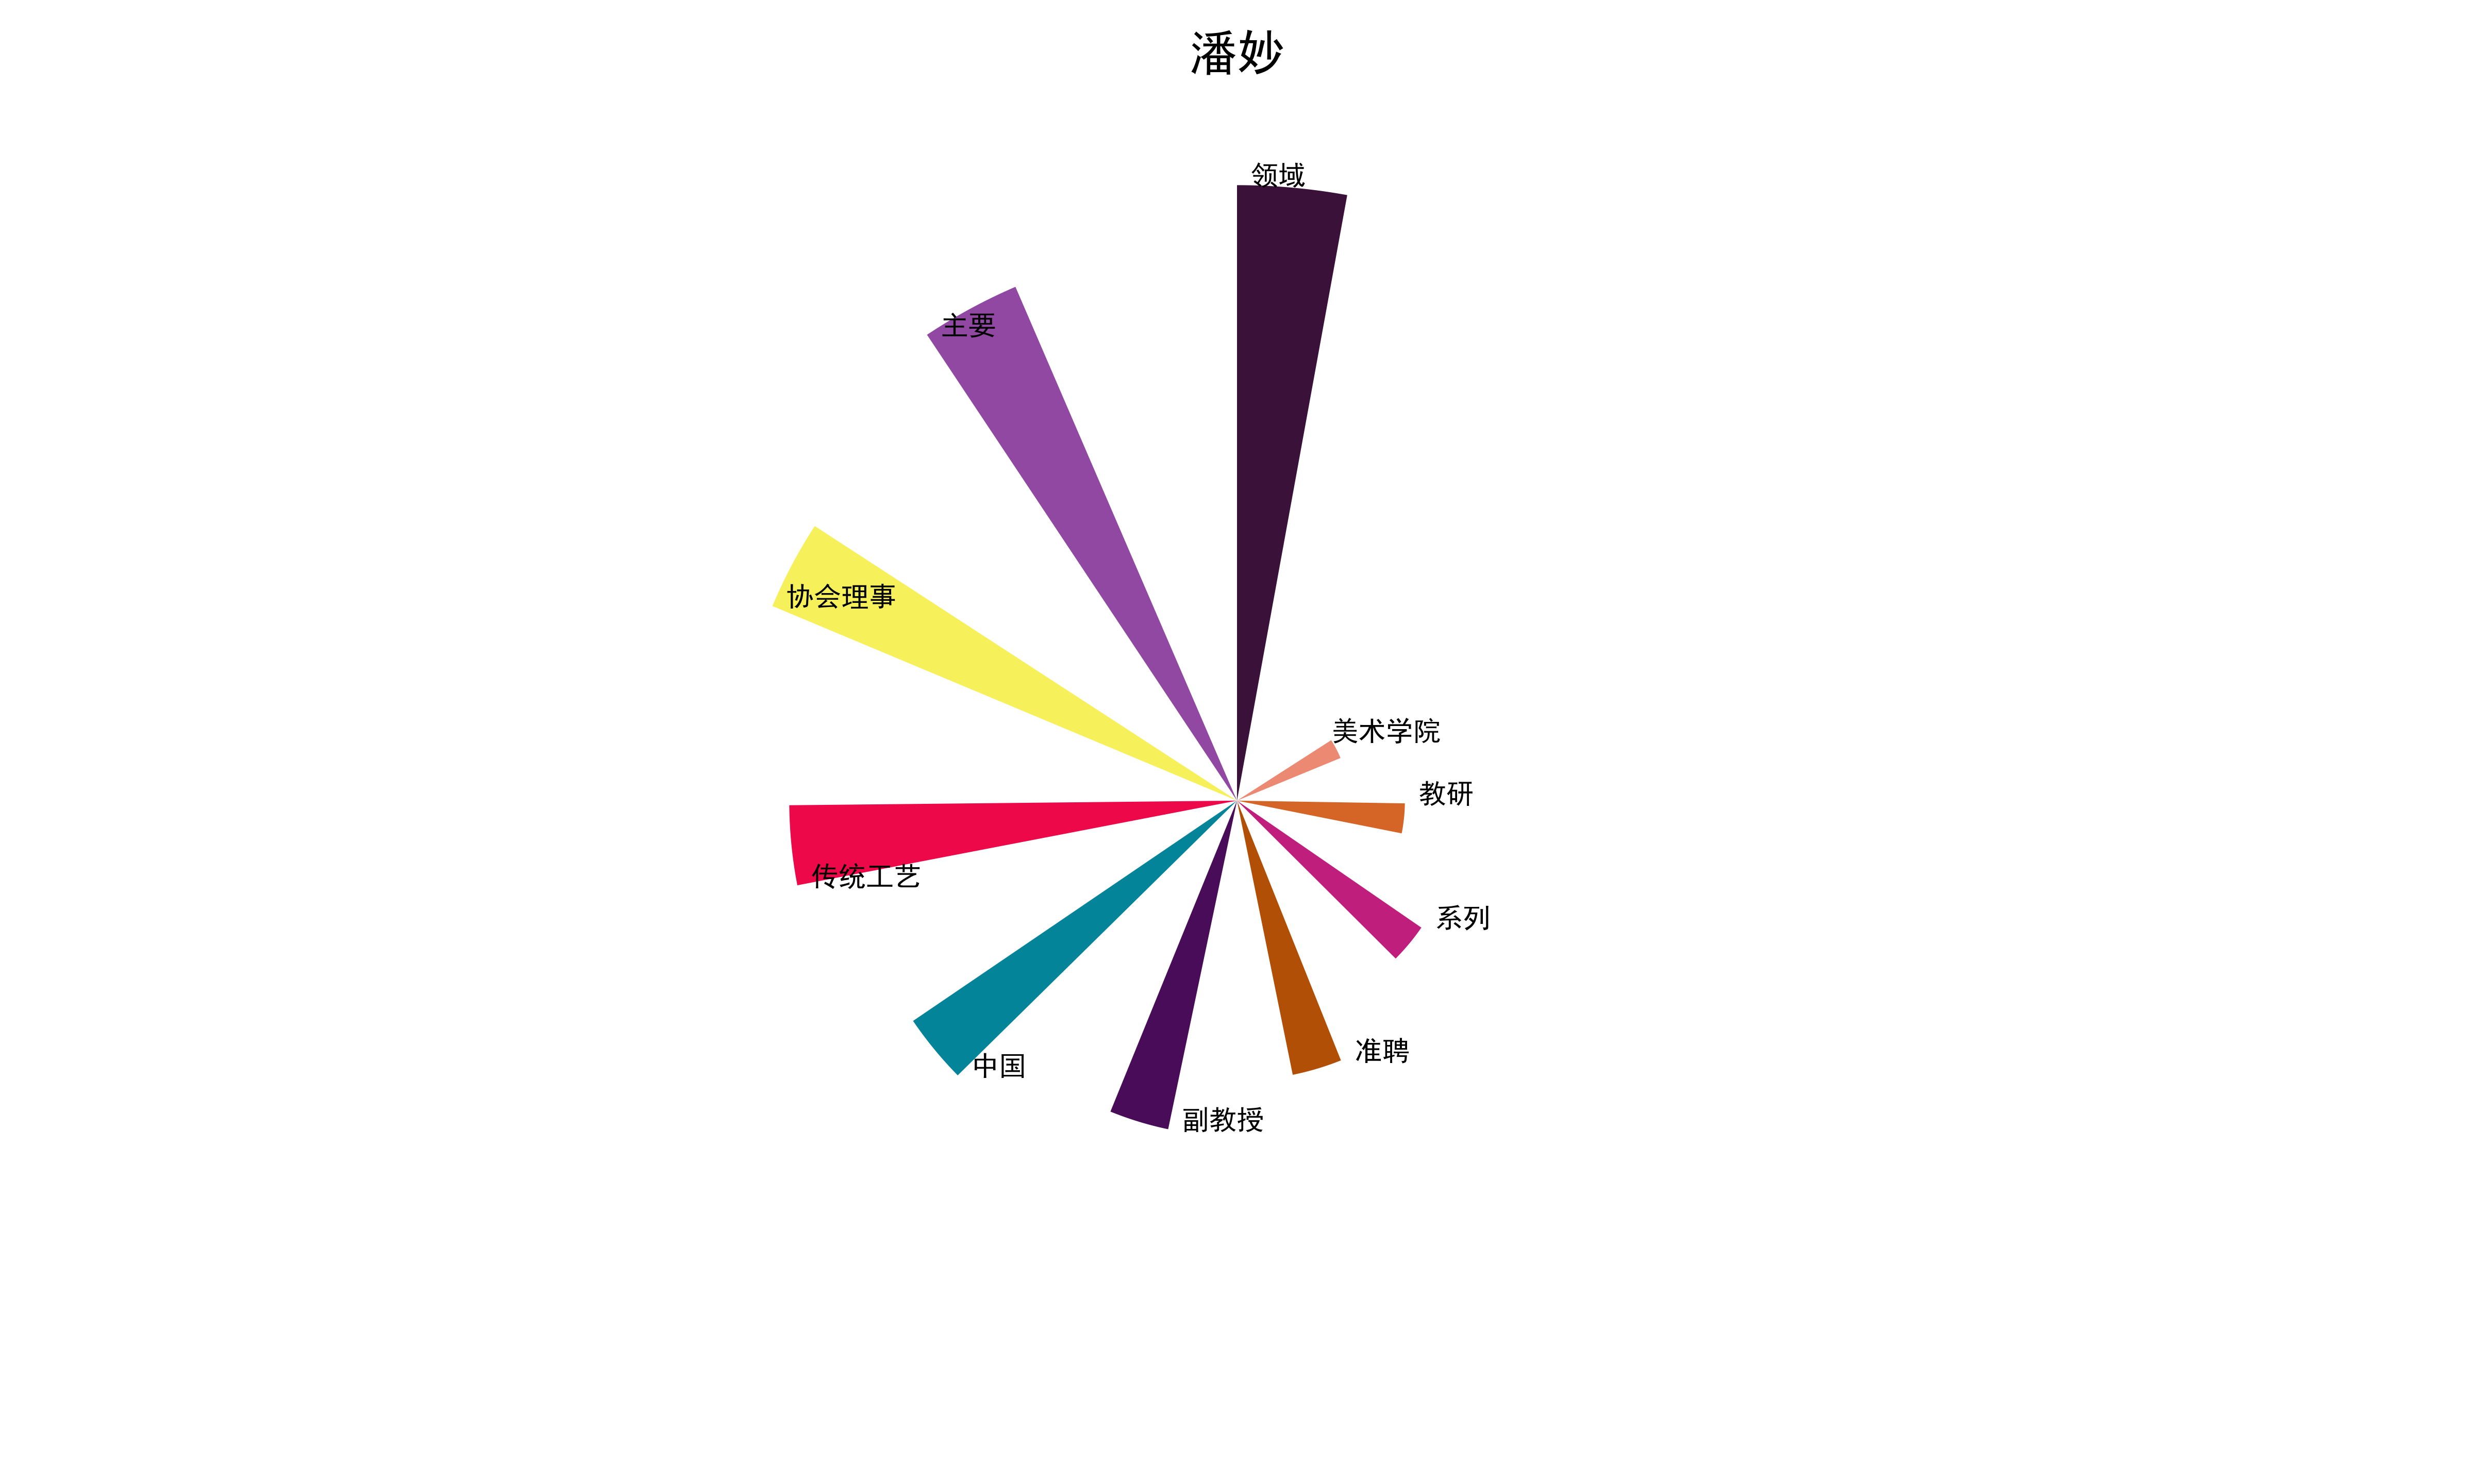 潘妙
领域
主要
协会理事
美术学院
教研
传统工艺
系列
准聘
中国
副教授